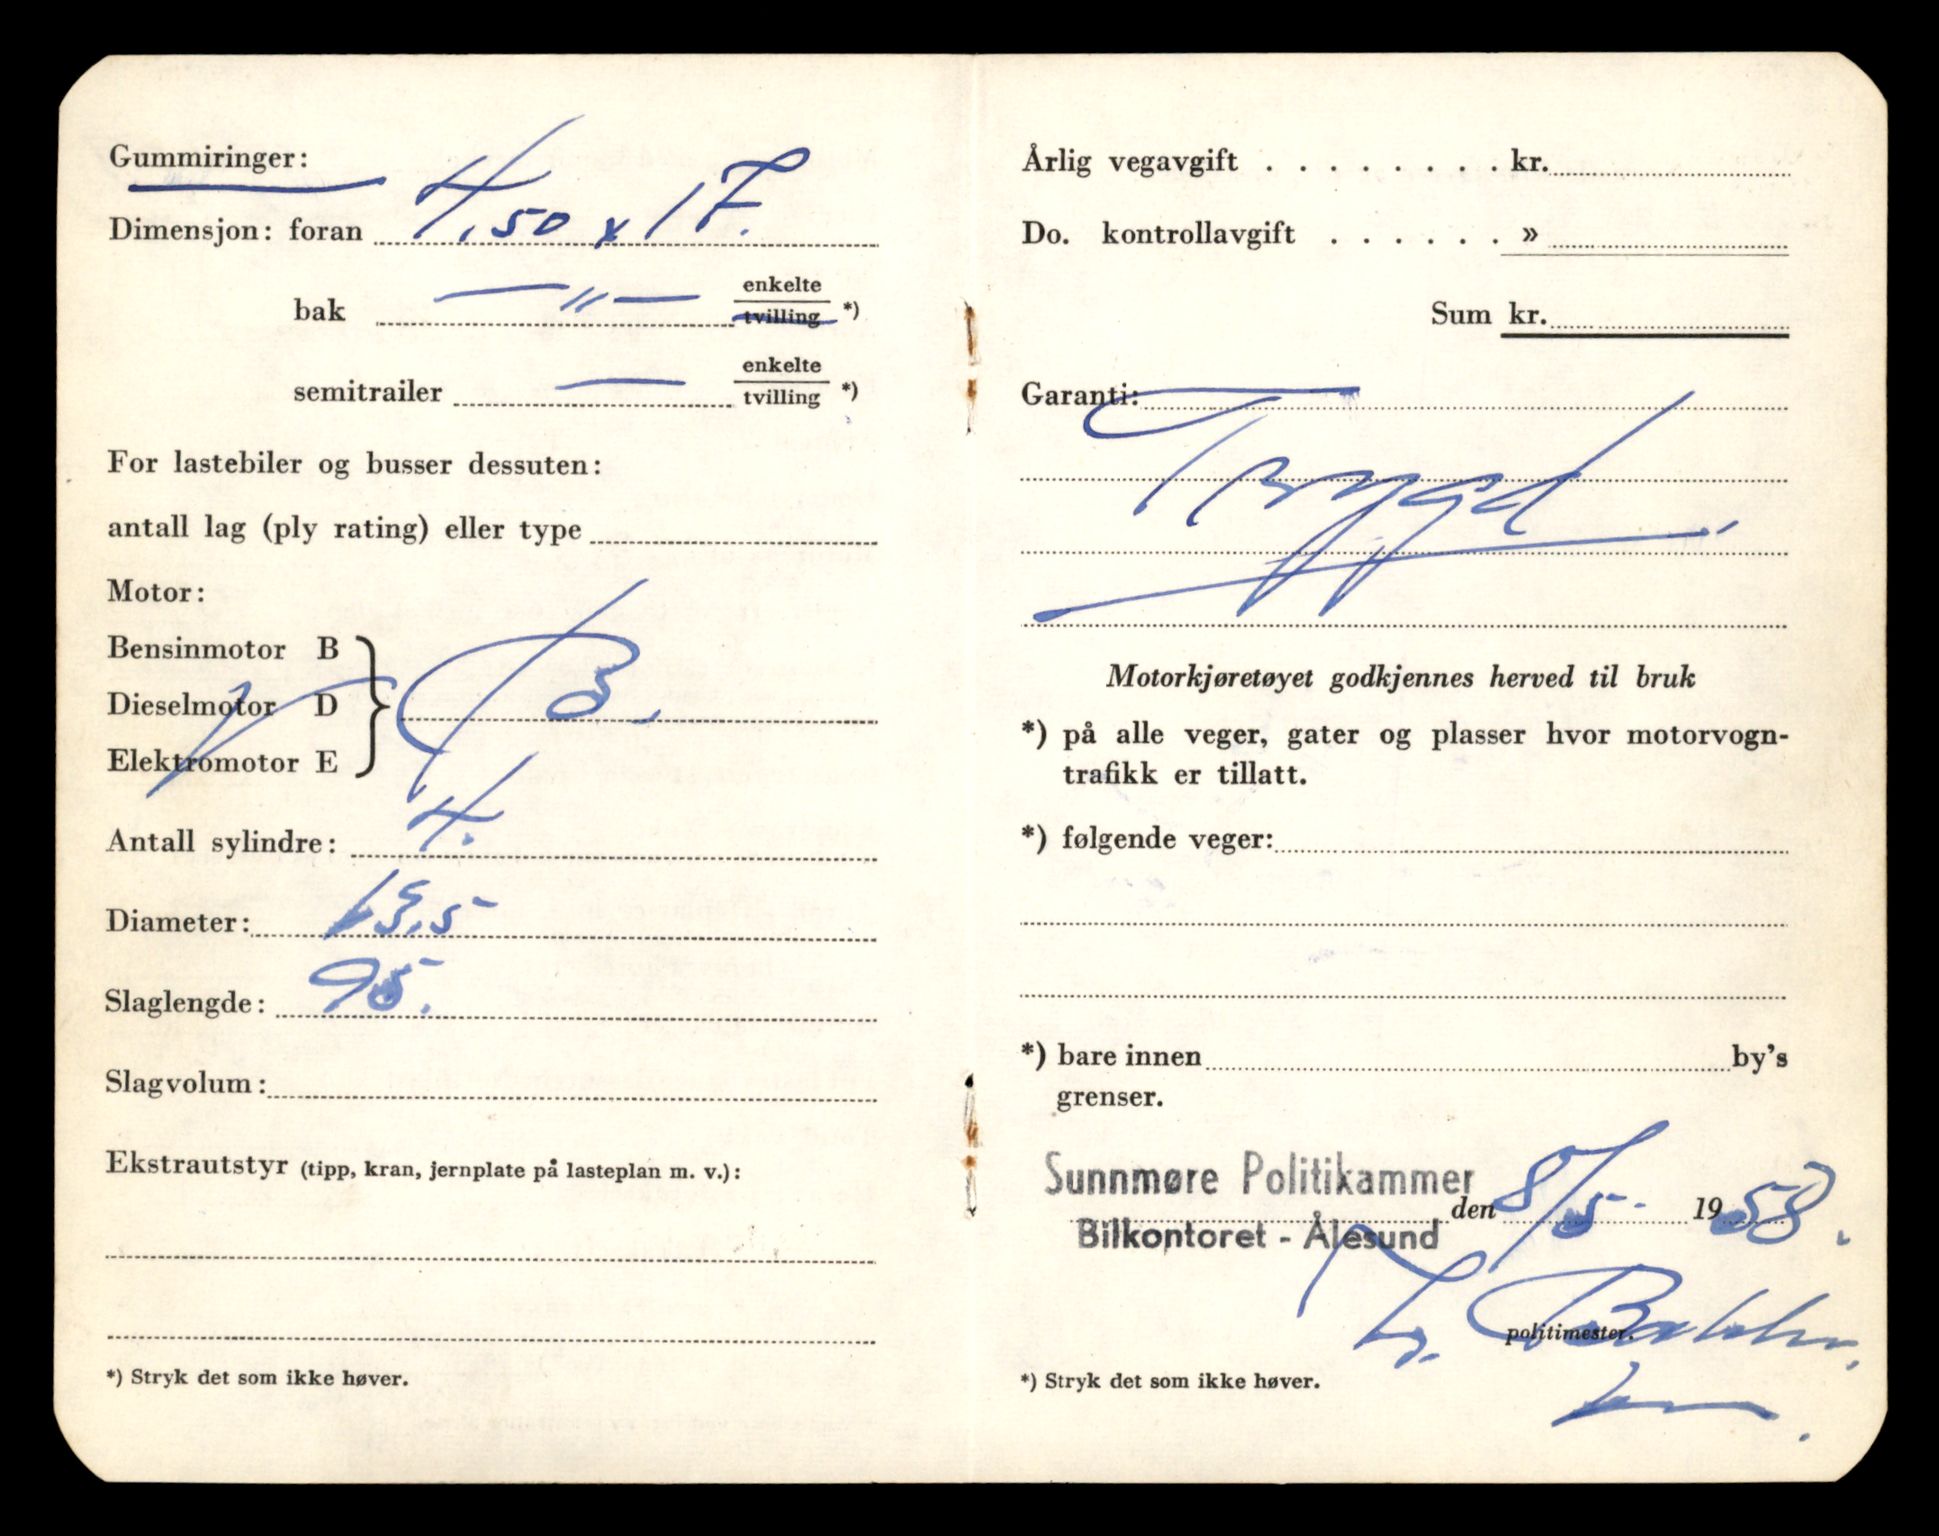 Gummiringer:
Dimensjon: foran 4,50 x 17.
bak — " — enkelte
tvilling *)
semitrailer — enkelte
tvilling *)
For lastebiler og busser dessuten:
antall lag (ply rating) eller type
Motor:
Bensinmotor B
Dieselmotor D B.
Elektromotor E
Antall sylindre: 4.
Diameter: 63,5
Slaglengde: 95.
Slagvolum:
Ekstrautstyr (tipp, kran, jernplate på lasteplan m. v.):
*) Stryk det som ikke høver.
Årlig vegavgift . . . . . . . . kr.
Do. kontrollavgift . . . . . . »
Sum kr.
Garanti:
Trygd
Motorkjøretøyet godkjennes herved til bruk
*) på alle veger, gater og plasser hvor motorvogn-
trafikk er tillatt.
*) følgende veger:
*) bare innen by's
grenser.
Sunnmøre Politikammer
den 8/5 - 1958.
Bilkontoret - Ålesund
politimester.
*) Stryk det som ikke høver.